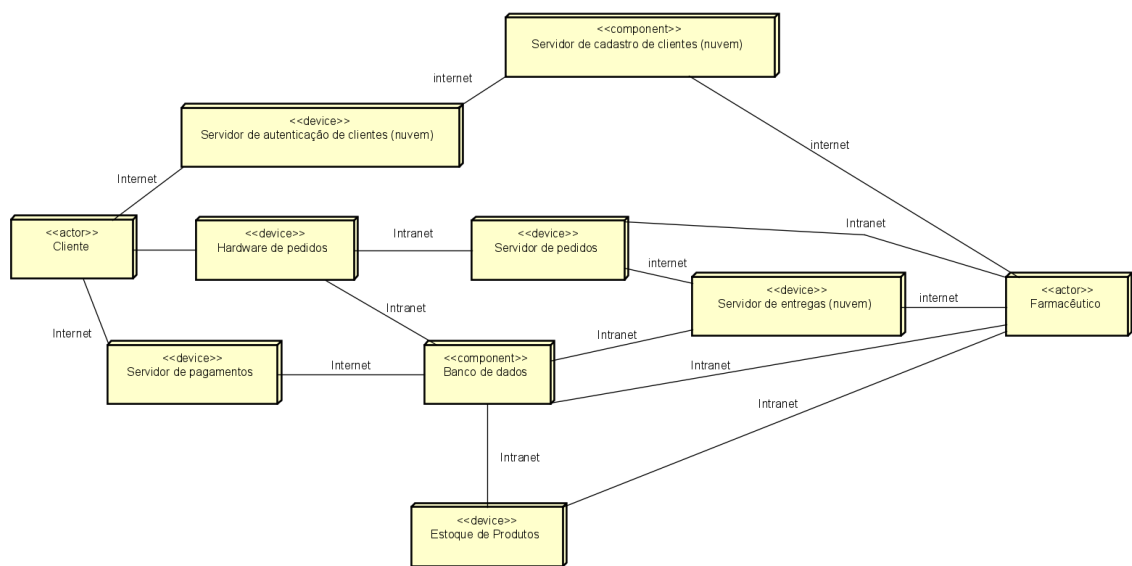 <<component>>
Servidor de cadastro de clientes (nuvem)
internet
<<device>>
Servidor de autenticação de clientes (nuvem)
internet
Internet
<<actor>>
Cliente
<<device>>
Hardware de pedidos
Intranet
<<device>>
Servidor de pedidos
Intranet
internet
<<device>>
Servidor de entregas (nuvem)
internet
<<actor>>
Farmacêutico
Intranet
Internet
Intranet
<<device>>
Servidor de pagamentos
Internet
<<component>>
Banco de dados
Intranet
Intranet
Intranet
<<device>>
Estoque de Produtos